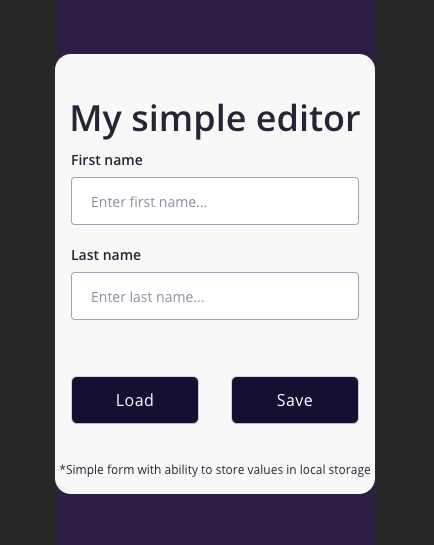 My simple editor
First name
Enter first name...
Last name
Enter last name...
Load
Save
*Simple form with ability to store values in local storage